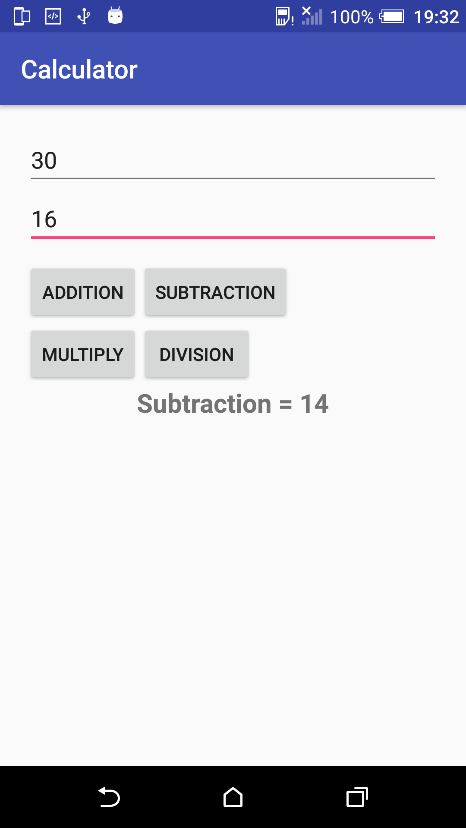 100% 19:32
Calculator
30
16
ADDITION SUBTRACTION
MULTIPLY DIVISION
Subtraction = 14